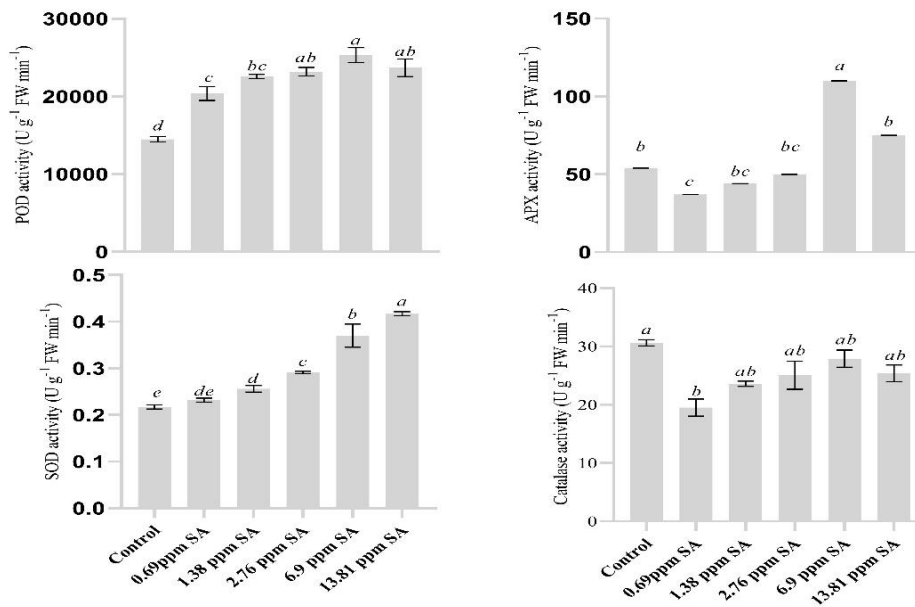 POD activity (U g⁻¹ FW min⁻¹)
30000
20000
10000
0
d
c
bc
ab
a
ab
APX activity (U g⁻¹ FW min⁻¹)
150
100
50
0
b
c
bc
bc
a
b
SOD activity (U g⁻¹ FW min⁻¹)
0.5
0.4
0.3
0.2
0.1
0.0
e
de
d
c
b
a
Control
0.69ppm SA
1.38 ppm SA
2.76 ppm SA
6.9 ppm SA
13.81 ppm SA
Catalase activity (U g⁻¹ FW min⁻¹)
40
30
20
10
0
a
b
ab
ab
ab
ab
Control
0.69ppm SA
1.38 ppm SA
2.76 ppm SA
6.9 ppm SA
13.81 ppm SA